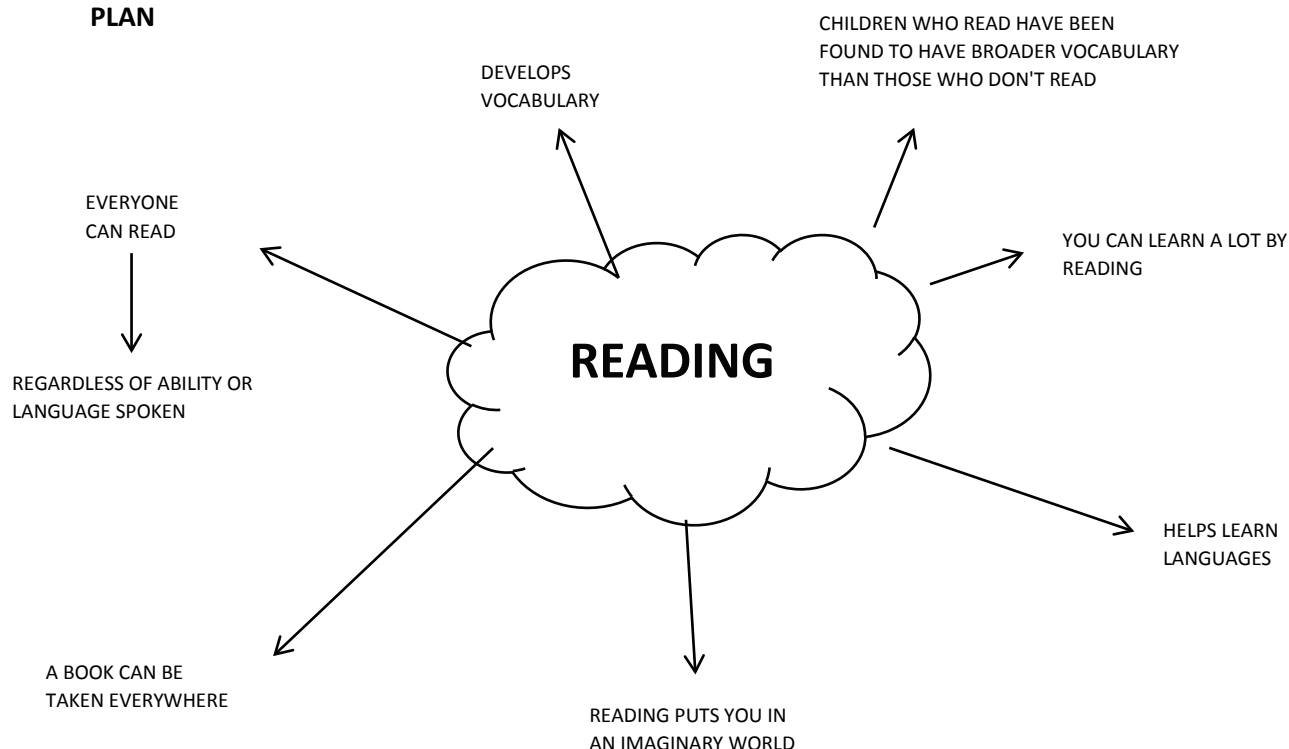 PLAN
CHILDREN WHO READ HAVE BEEN
FOUND TO HAVE BROADER VOCABULARY
THAN THOSE WHO DON'T READ
DEVELOPS
VOCABULARY
EVERYONE
CAN READ
YOU CAN LEARN A LOT BY
READING
READING
REGARDLESS OF ABILITY OR
LANGUAGE SPOKEN
HELPS LEARN
LANGUAGES
A BOOK CAN BE
TAKEN EVERYWHERE
READING PUTS YOU IN
AN IMAGINARY WORLD